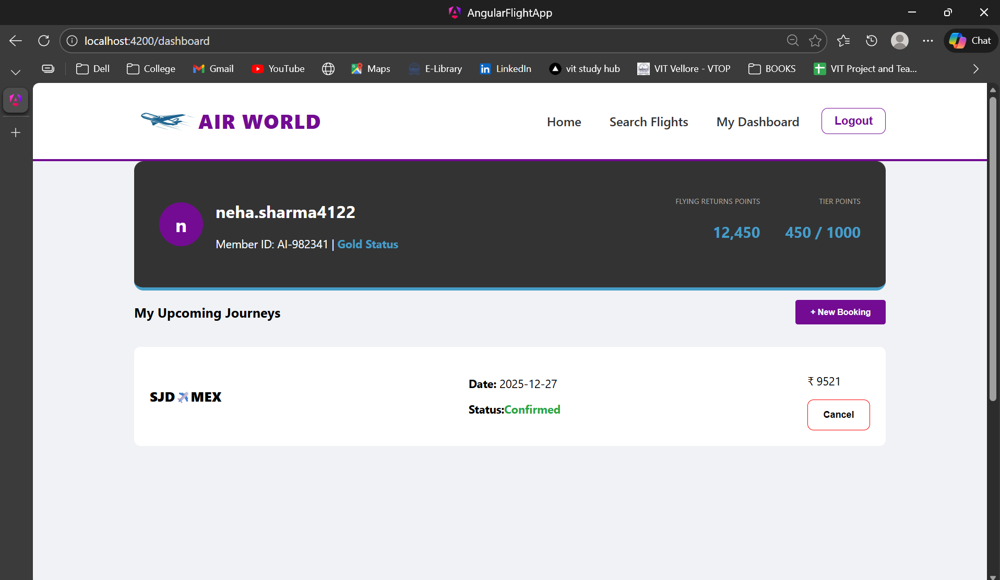 AngularFlightApp
localhost:4200/dashboard
Chat
Dell College Gmail YouTube Maps E-Library LinkedIn vit study hub VIT Vellore - VTOP BOOKS VIT Project and Tea...
AIR WORLD
Home Search Flights My Dashboard Logout
n
neha.sharma4122
Member ID: AI-982341 | Gold Status
FLYING RETURNS POINTS
12,450
TIER POINTS
450 / 1000
My Upcoming Journeys
+ New Booking
SJD✈️MEX
Date: 2025-12-27
Status:Confirmed
₹ 9521
Cancel